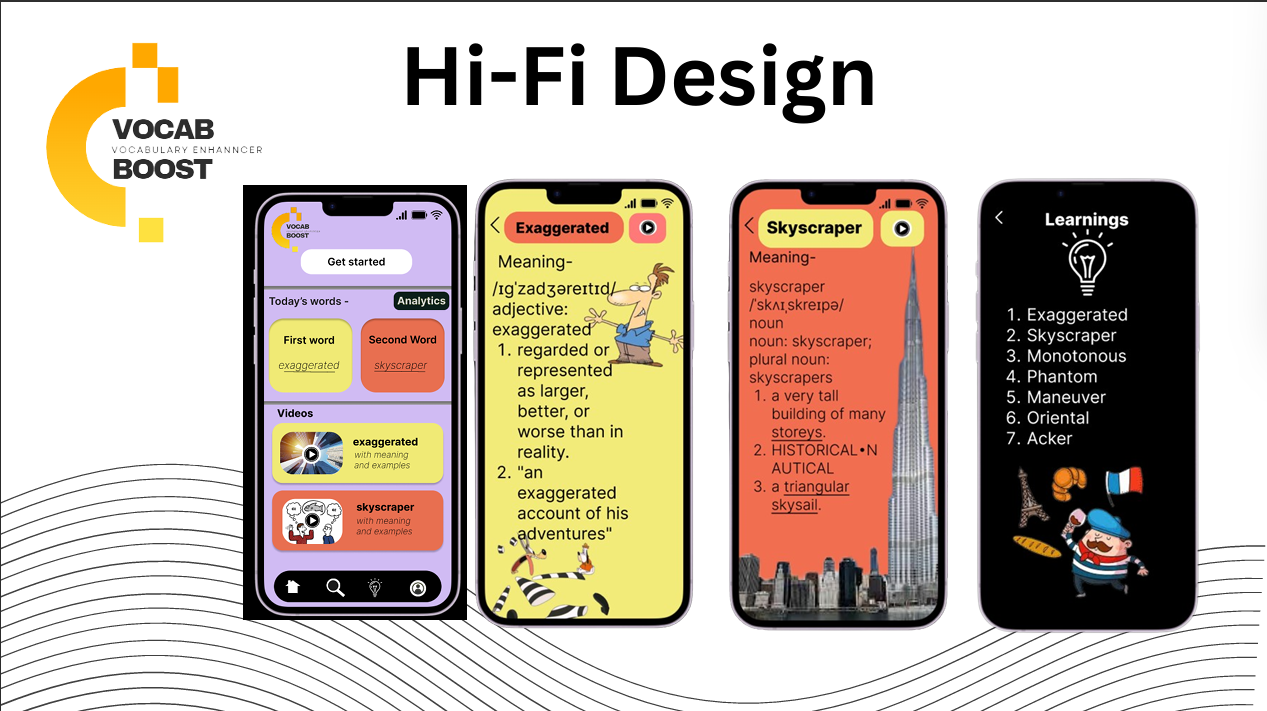 Hi-Fi Design
VOCAB
VOCABULARY ENHANNCER
BOOST
VOCAB
BOOST
Get started
Today's words -
Analytics
First word
exaggerated
Second Word
skyscraper
Videos
exaggerated
with meaning
and examples
skyscraper
with meaning
and examples
Exaggerated
Meaning-
/ɪɡˈzadʒəreɪtɪd/
adjective:
exaggerated
1. regarded or
represented
as larger,
better, or
worse than in
reality.
2. "an
exaggerated
account of his
adventures"
Skyscraper
Meaning-
skyscraper
/ˈskʌɪˌskreɪpə/
noun
noun: skyscraper;
plural noun:
skyscrapers
1. a very tall
building of many
storeys.
2. HISTORICAL•N
AUTICAL
3. a triangular
skysail.
Learnings
1. Exaggerated
2. Skyscraper
3. Monotonous
4. Phantom
5. Maneuver
6. Oriental
7. Acker